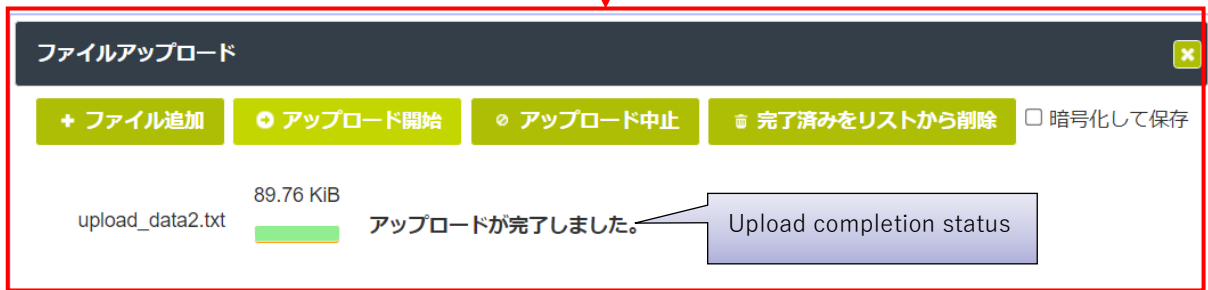 ファイルアップロード
+ ファイル追加 アップロード開始 アップロード中止 完了済みをリストから削除 暗号化して保存
89.76 KiB
upload_data2.txt アップロードが完了しました。 Upload completion status